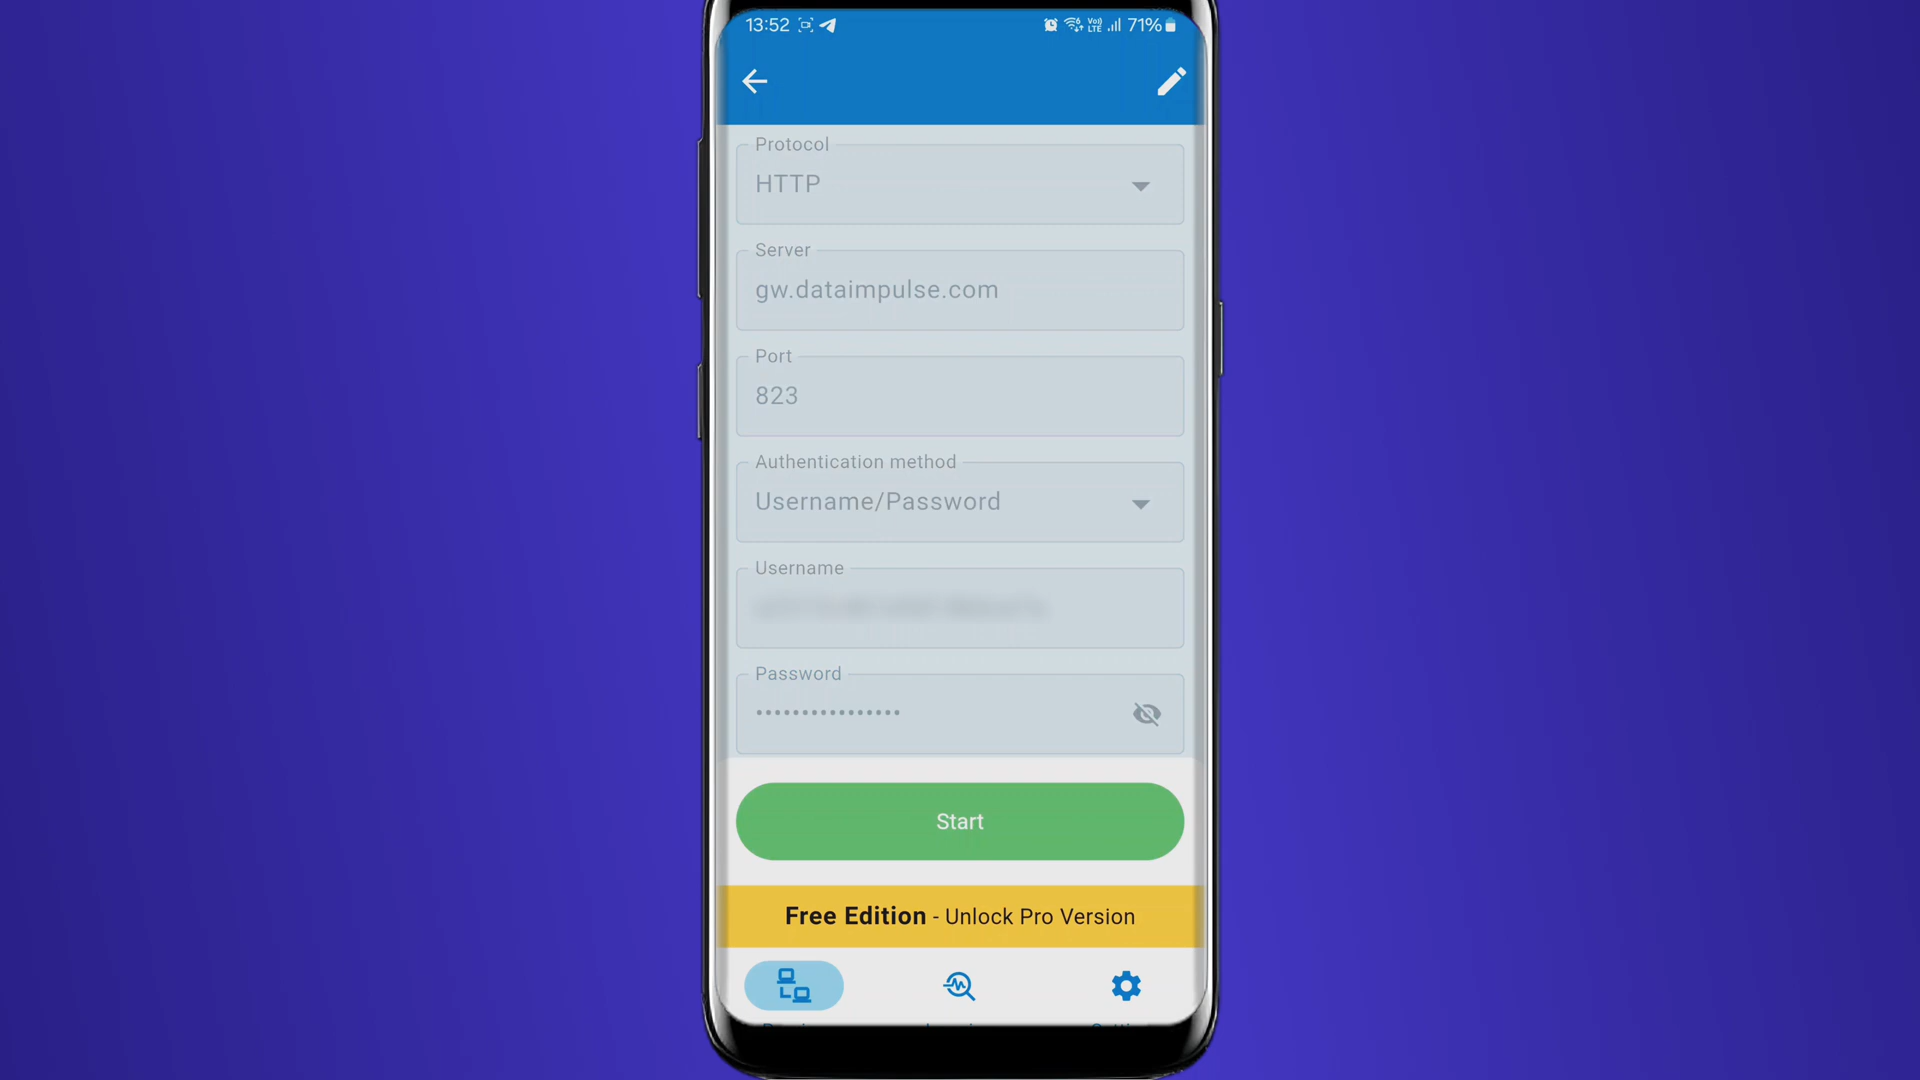 13:52 71%
Protocol
HTTP
Server
gw.dataimpulse.com
Port
823
Authentication method
Username/Password
Username
Password
••••••••••••••••
Start
Free Edition - Unlock Pro Version